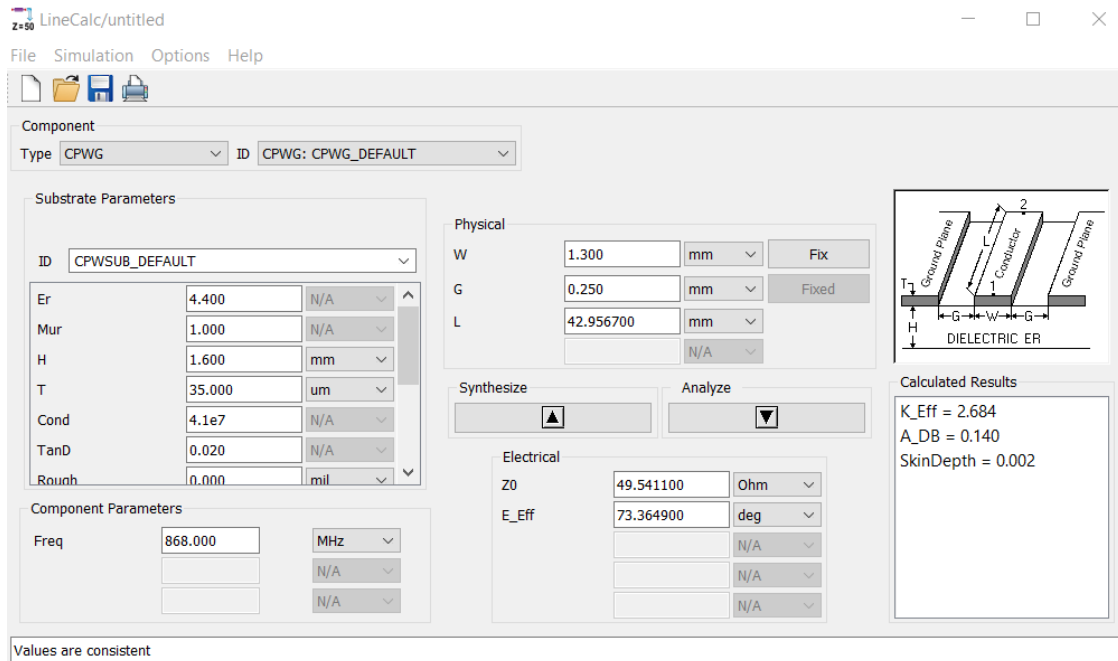 Z=50 LineCalc/untitled
File Simulation Options Help
Component
Type CPWG ID CPWG: CPWG_DEFAULT
Substrate Parameters
ID CPWSUB_DEFAULT
Er 4.400 N/A
Mur 1.000 N/A
H 1.600 mm
T 35.000 um
Cond 4.1e7 N/A
TanD 0.020 N/A
Rough 0.000 mil
Component Parameters
Freq 868.000 MHz
N/A
N/A
Physical
W 1.300 mm Fix
G 0.250 mm Fixed
L 42.956700 mm
N/A
Synthesize Analyze
Electrical
Z0 49.541100 Ohm
E_Eff 73.364900 deg
N/A
N/A
N/A
2
Ground Plane
L
Conductor
Ground Plane
T
1
G W G
H
DIELECTRIC ER
Calculated Results
K_Eff = 2.684
A_DB = 0.140
SkinDepth = 0.002
Values are consistent